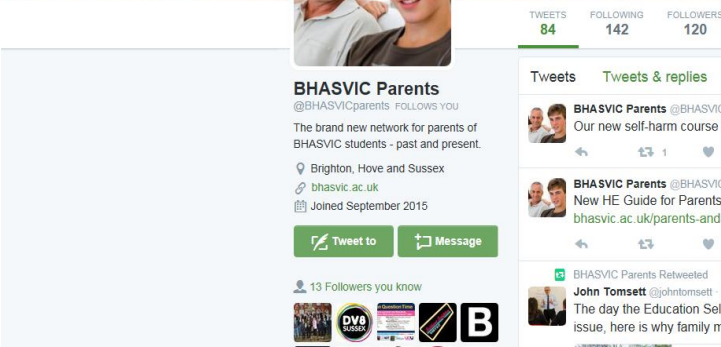 TWEETS FOLLOWING FOLLOWERS
84 142 120
BHASVIC Parents
@BHASVICparents FOLLOWS YOU
The brand new network for parents of
BHASVIC students - past and present.
Brighton, Hove and Sussex
bhasvic.ac.uk
Joined September 2015
Tweet to
Message
13 Followers you know
DV8
SUSSEX
Question Time
B
Tweets Tweets & replies
BHASVIC Parents @BHASVIC
Our new self-harm course
1
BHASVIC Parents @BHASVIC
New HE Guide for Parents
bhasvic.ac.uk/parents-and
BHASVIC Parents Retweeted
John Tomsett @johntomsett ·
The day the Education Sel
issue, here is why family m